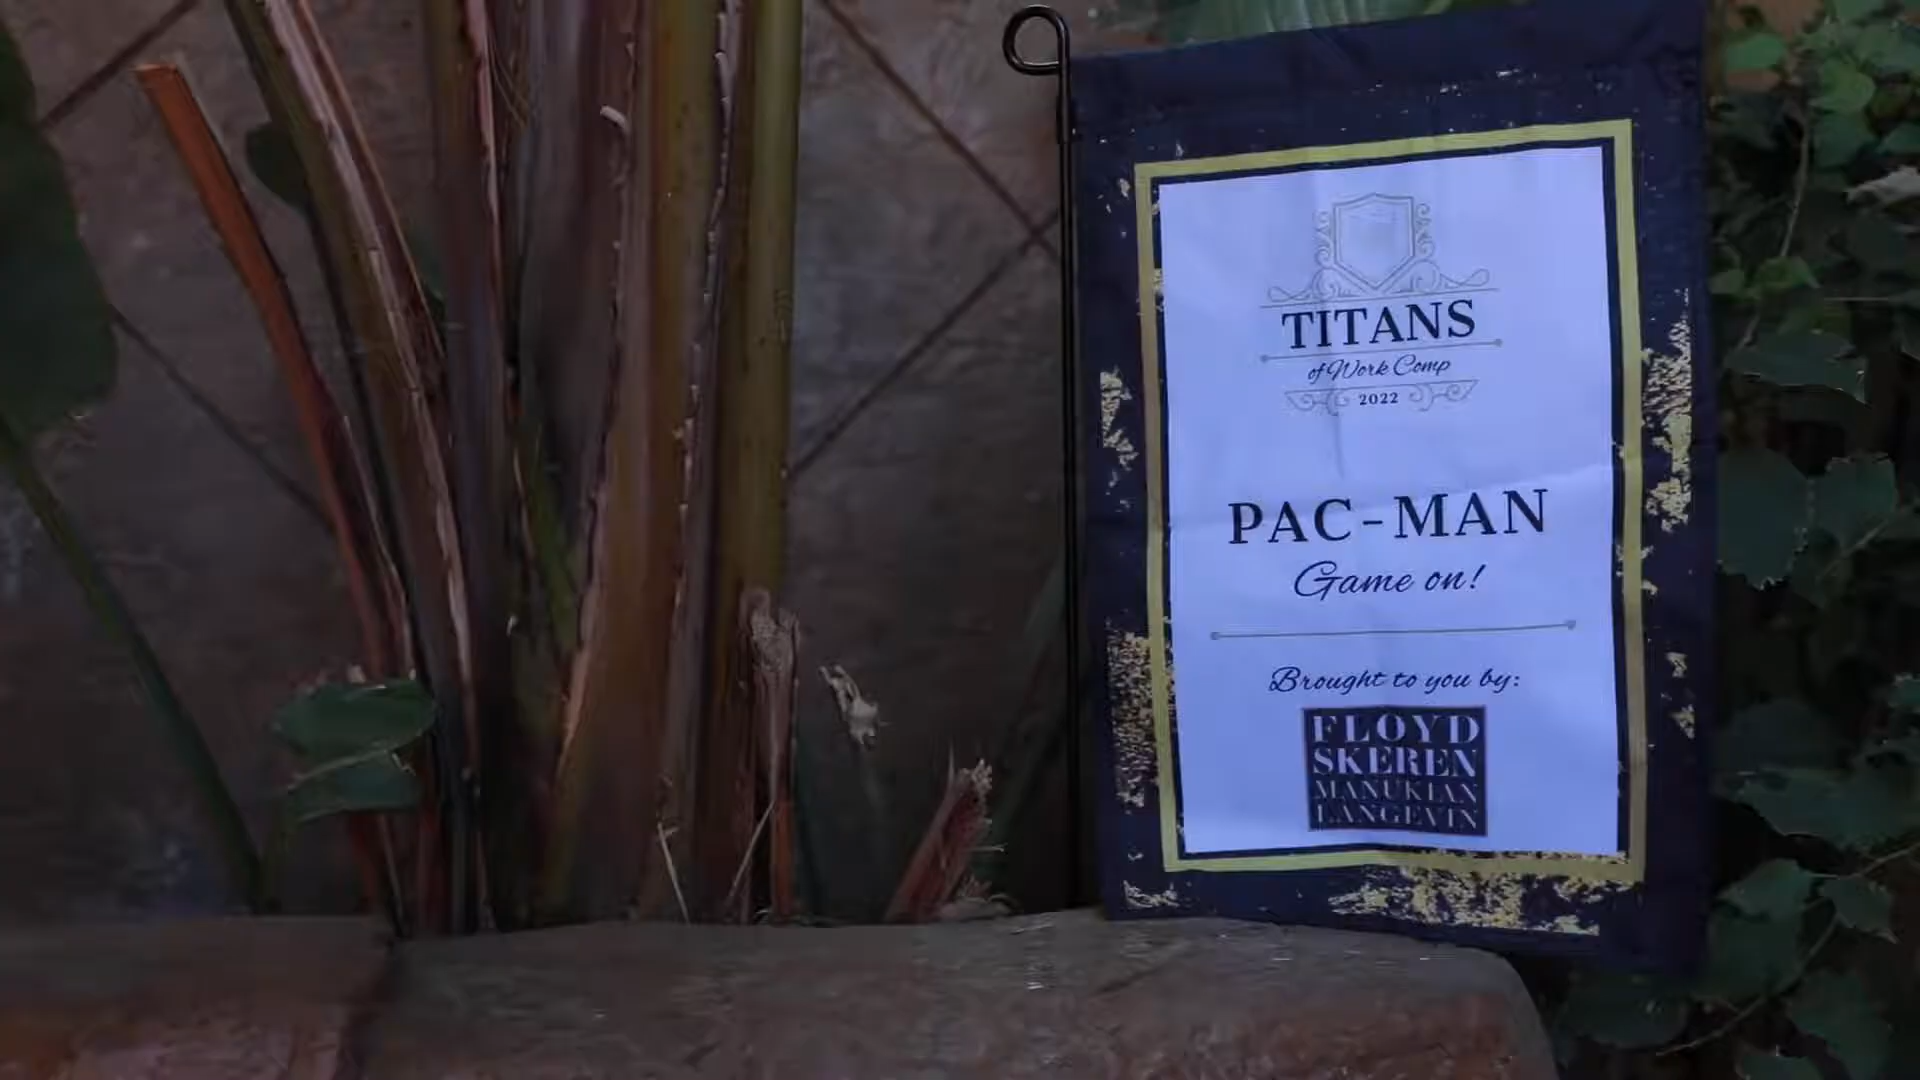 TITANS
of Work Comp
2022
PAC-MAN
Game on!
Brought to you by:
FLOYD
SKEREN
MANUKIAN
LANGEVIN